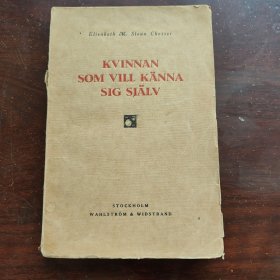 Elisabeth M. Sloan Chesser
KVINNAN
SOM VILL KÄNNA
SIG SJÄLV
STOCKHOLM
WAHLSTRÖM & WIDSTRAND